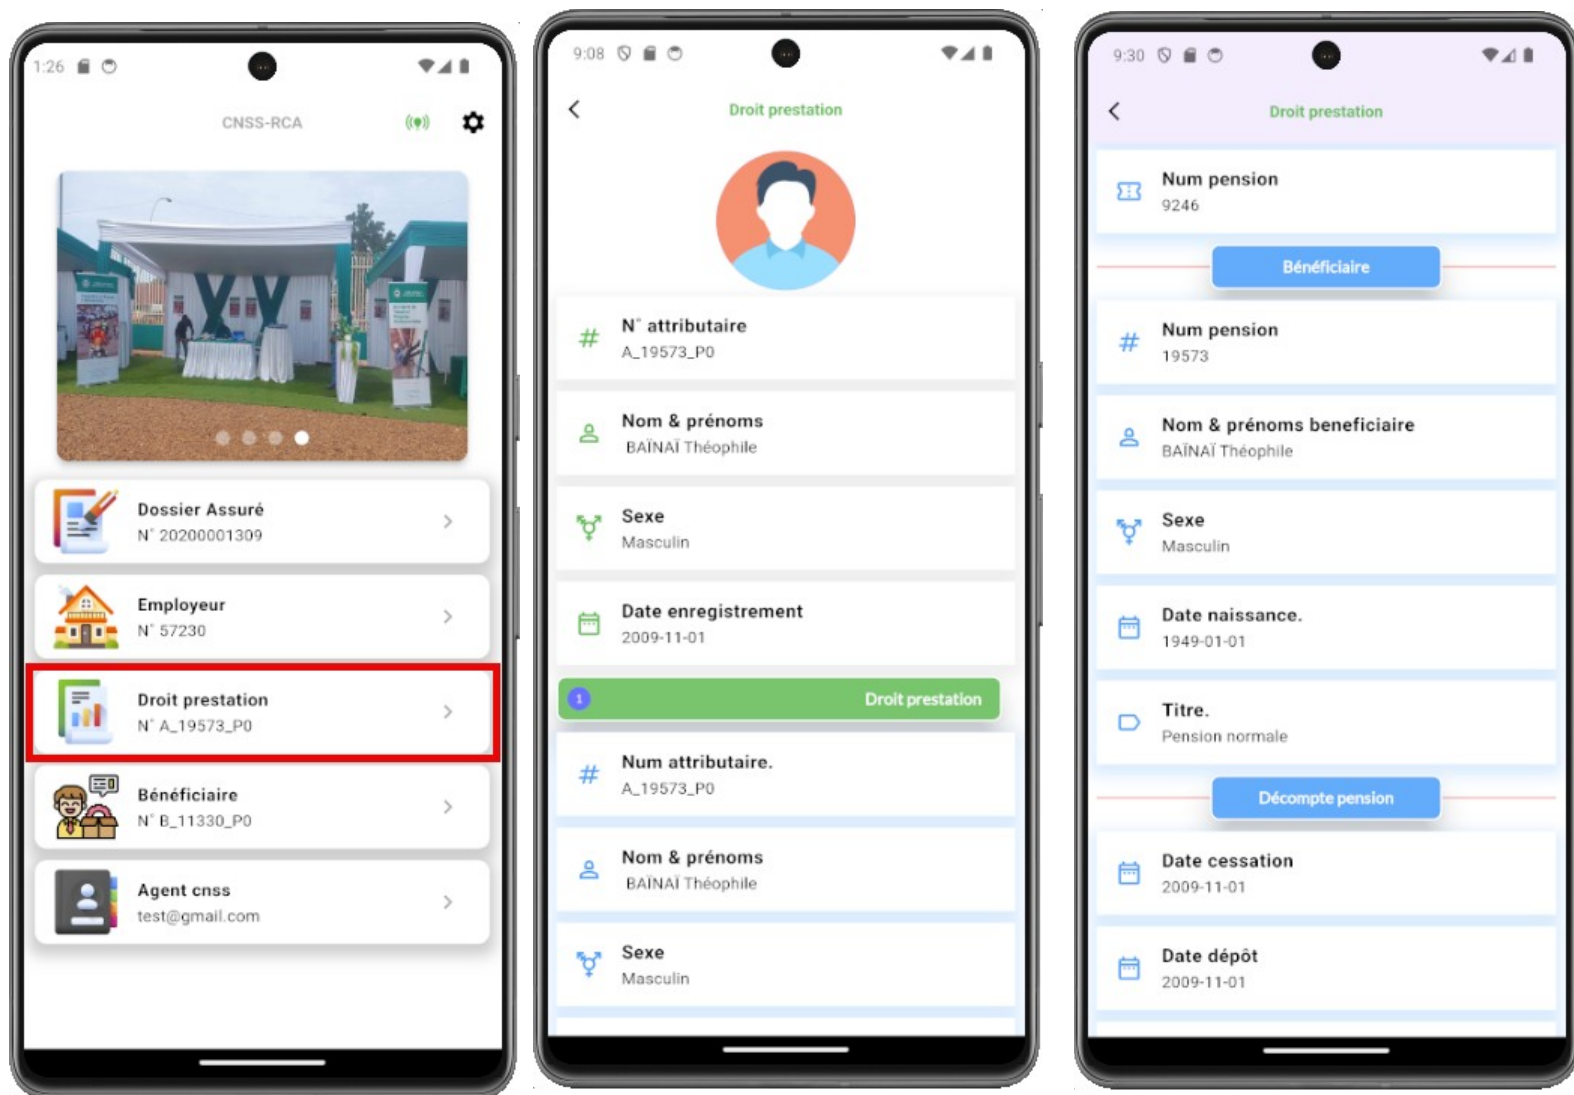 1:26
CNSS-RCA
Dossier Assuré
N° 20200001309
Employeur
N° 57230
Droit prestation
N° A_19573_P0
Bénéficiaire
N° B_11330_P0
Agent cnss
test@gmail.com
9:08
Droit prestation
N° attributaire
A_19573_P0
Nom & prénoms
BAÏNAÏ Théophile
Sexe
Masculin
Date enregistrement
2009-11-01
1 Droit prestation
Num attributaire.
A_19573_P0
Nom & prénoms
BAÏNAÏ Théophile
Sexe
Masculin
9:30
Droit prestation
Num pension
9246
Bénéficiaire
Num pension
19573
Nom & prénoms beneficiaire
BAÏNAÏ Théophile
Sexe
Masculin
Date naissance.
1949-01-01
Titre.
Pension normale
Décompte pension
Date cessation
2009-11-01
Date dépôt
2009-11-01